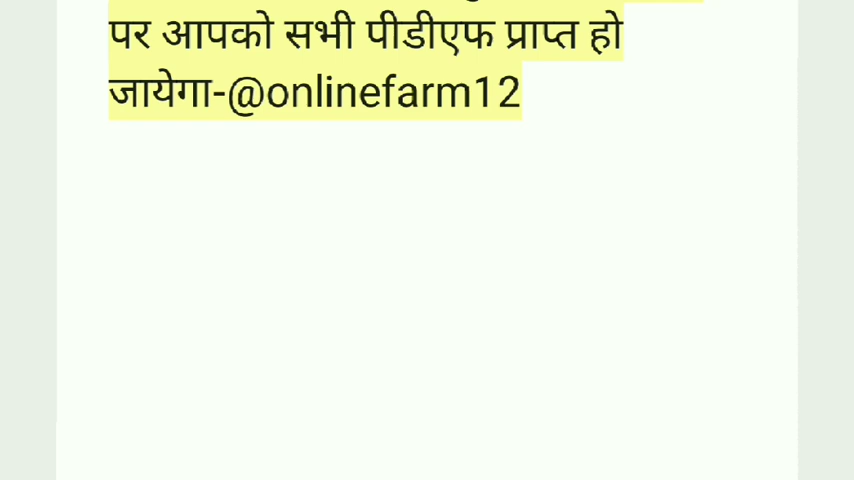 पर आपको सभी पीडीएफ प्राप्त हो
जायेगा-@onlinefarm12